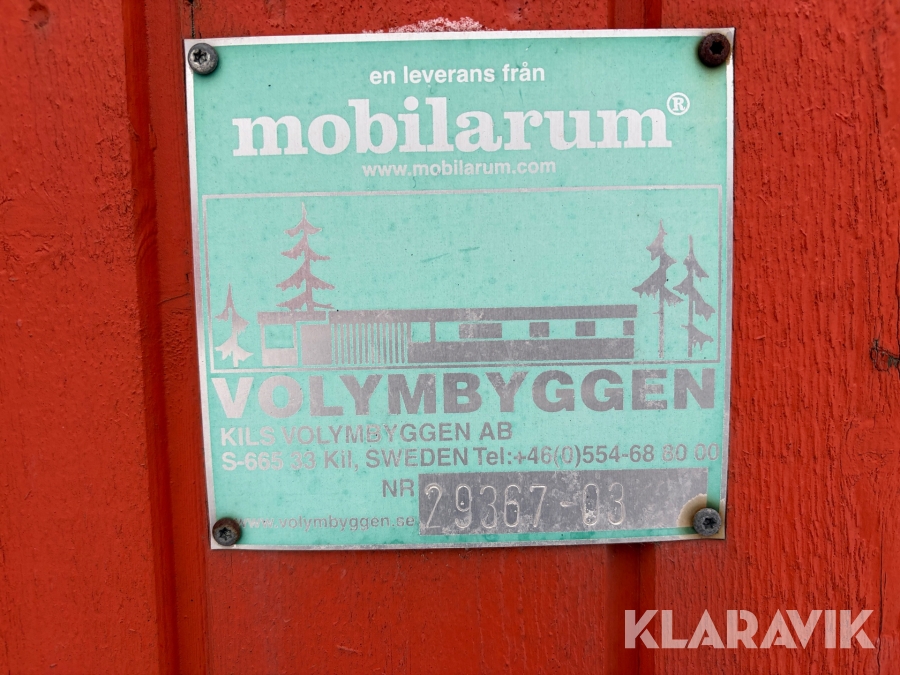 en leverans från
mobilarum®
www.mobilarum.com
VOLYMBYGGEN
KILS VOLYMBYGGEN AB
S-665 33 Kil, SWEDEN Tel:+46(0)554-68 80 00
NR 29367-03
www.volymbyggen.se
KLARAVIK